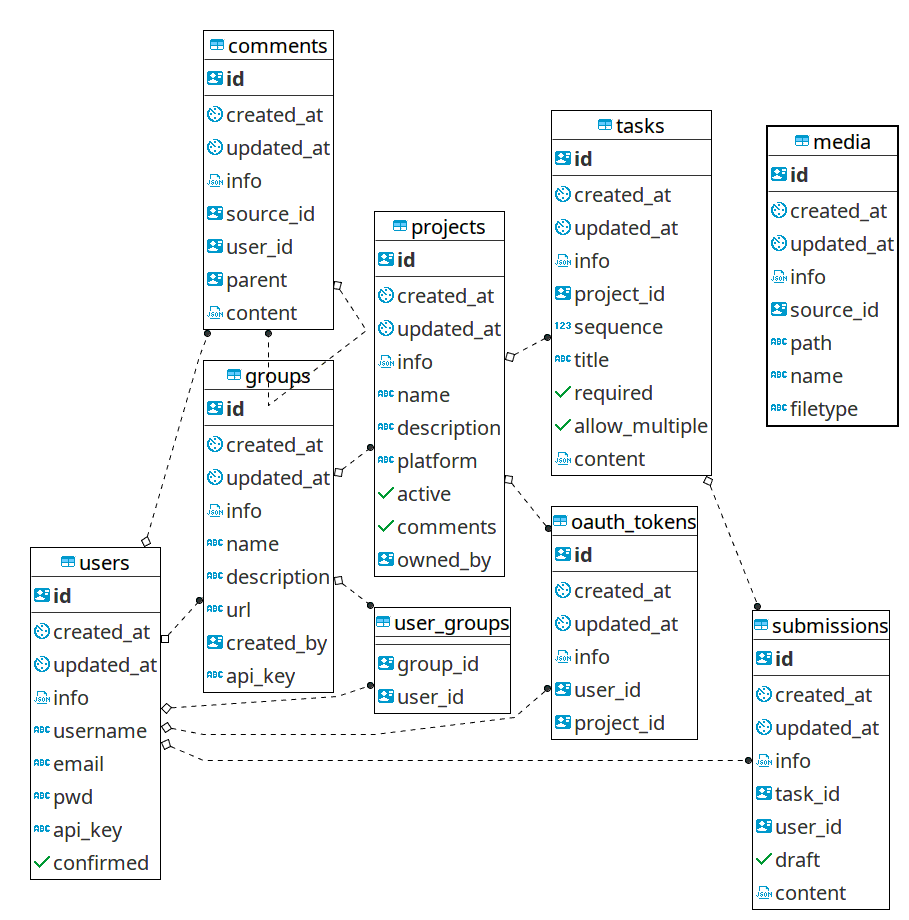 comments
id
created_at
updated_at
info
source_id
user_id
parent
content
groups
id
created_at
updated_at
info
name
description
url
created_by
api_key
users
id
created_at
updated_at
info
username
email
pwd
api_key
confirmed
projects
id
created_at
updated_at
info
name
description
platform
active
comments
owned_by
user_groups
group_id
user_id
tasks
id
created_at
updated_at
info
project_id
sequence
title
required
allow_multiple
content
oauth_tokens
id
created_at
updated_at
info
user_id
project_id
media
id
created_at
updated_at
info
source_id
path
name
filetype
submissions
id
created_at
updated_at
info
task_id
user_id
draft
content